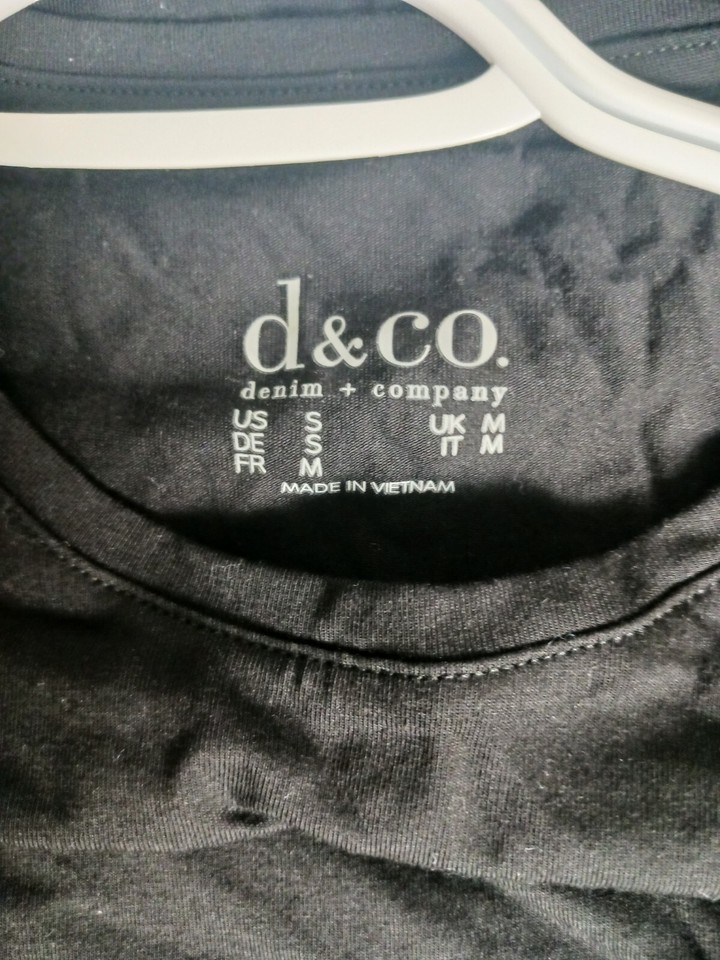 d&co.
denim + company
US S UK M
DE S IT M
FR M
MADE IN VIETNAM